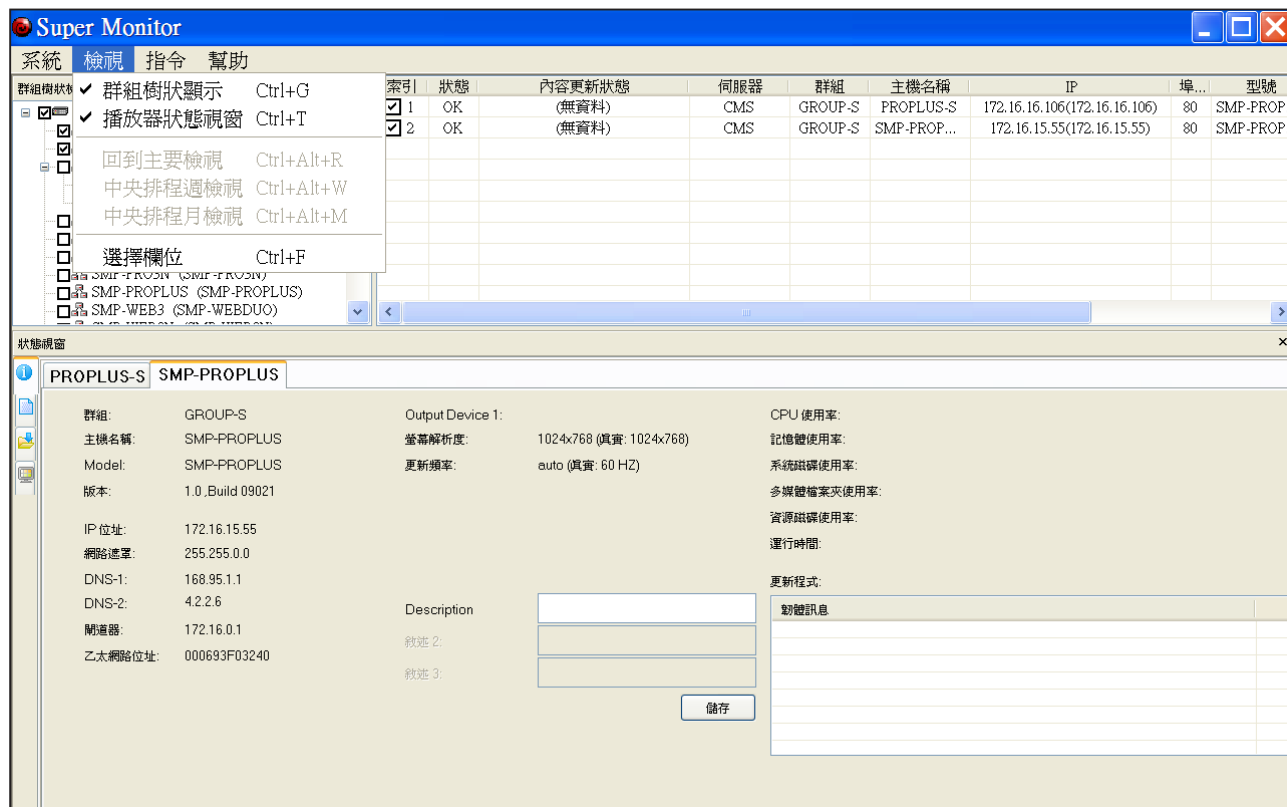 Super Monitor
系統 檢視 指令 幫助
群組樹狀
群組樹狀顯示 Ctrl+G
播放器狀態視窗 Ctrl+T
回到主要檢視 Ctrl+Alt+R
中央排程週檢視 Ctrl+Alt+W
中央排程月檢視 Ctrl+Alt+M
選擇欄位 Ctrl+F
索引 狀態 內容更新狀態 伺服器 群組 主機名稱 IP 埠... 型號
1 OK (無資料) CMS GROUP-S PROPLUS-S 172.16.16.106(172.16.16.106) 80 SMP-PROP
2 OK (無資料) CMS GROUP-S SMP-PROP... 172.16.15.55(172.16.15.55) 80 SMP-PROP
SMP-PRO3N (SMP-PRO3N)
SMP-PROPLUS (SMP-PROPLUS)
SMP-WEB3 (SMP-WEBDUO)
狀態視窗
PROPLUS-S SMP-PROPLUS
群組: GROUP-S
主機名稱: SMP-PROPLUS
Model: SMP-PROPLUS
版本: 1.0 ,Build 09021
IP 位址: 172.16.15.55
網路遮罩: 255.255.0.0
DNS-1: 168.95.1.1
DNS-2: 4.2.2.6
閘道器: 172.16.0.1
乙太網路位址: 000693F03240
Output Device 1:
螢幕解析度: 1024x768 (真實: 1024x768)
更新頻率: auto (真實: 60 HZ)
Description
敘述 2:
敘述 3:
儲存
CPU 使用率:
記憶體使用率:
系統磁碟使用率:
多媒體檔案夾使用率:
資源磁碟使用率:
運行時間:
更新程式:
韌體訊息